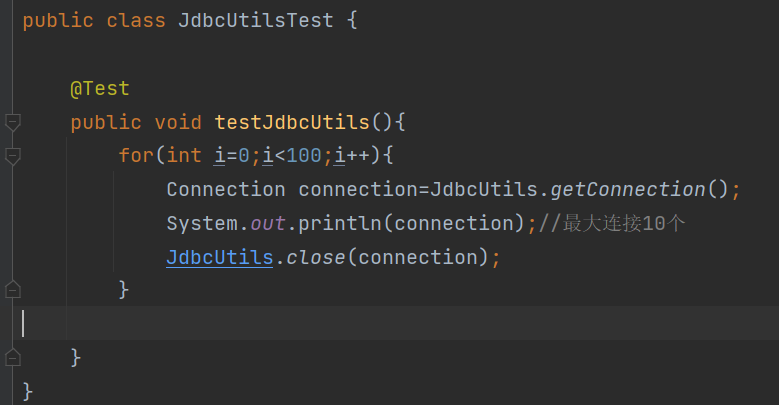 public class JdbcUtilsTest {
@Test
public void testJdbcUtils(){
for(int i=0;i<100;i++){
Connection connection=JdbcUtils.getConnection();
System.out.println(connection);//最大连接10个
JdbcUtils.close(connection);
}
}
}